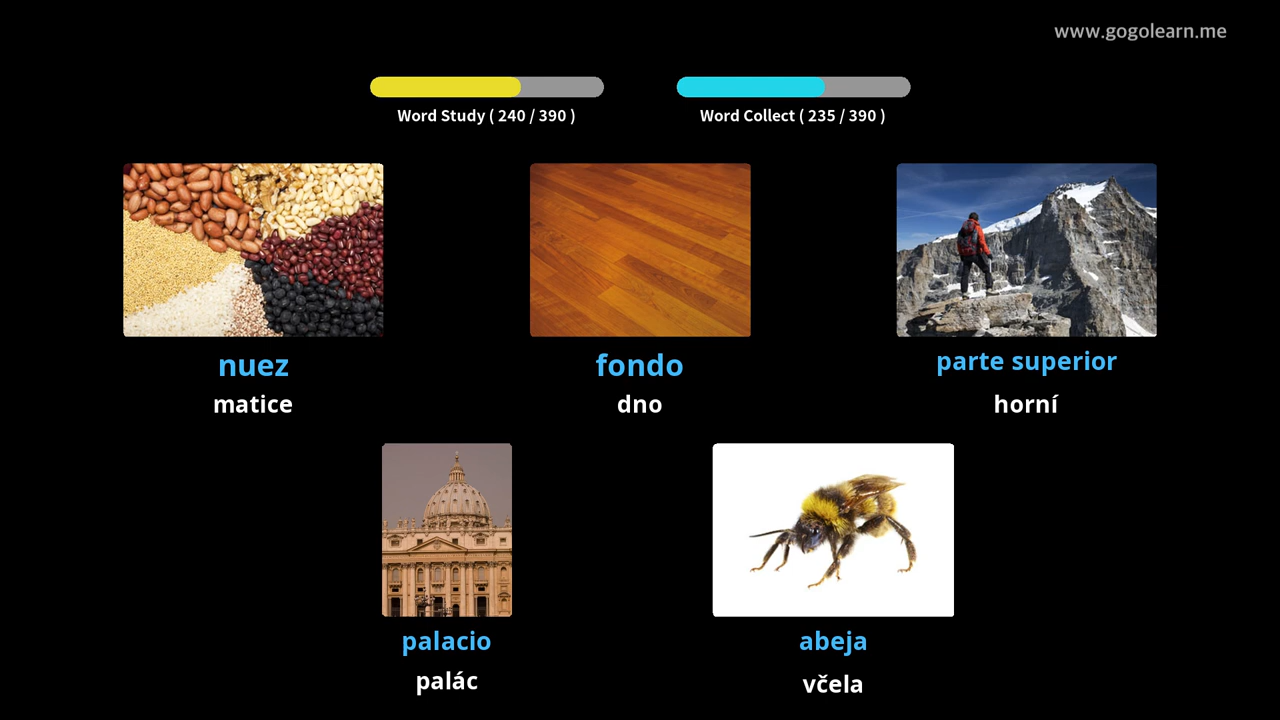 www.gogolearn.me
Word Study ( 240 / 390 )
Word Collect ( 235 / 390 )
nuez
matice
fondo
dno
parte superior
horní
palacio
palác
abeja
včela